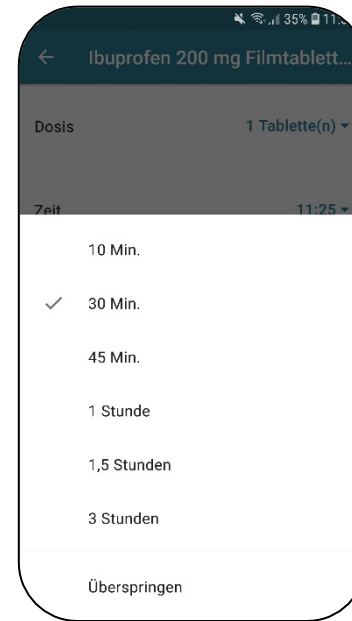 35%
Ibuprofen 200 mg Filmtablett...
Dosis 1 Tablette(n)
Zeit 11:25
10 Min.
30 Min.
45 Min.
1 Stunde
1,5 Stunden
3 Stunden
Überspringen